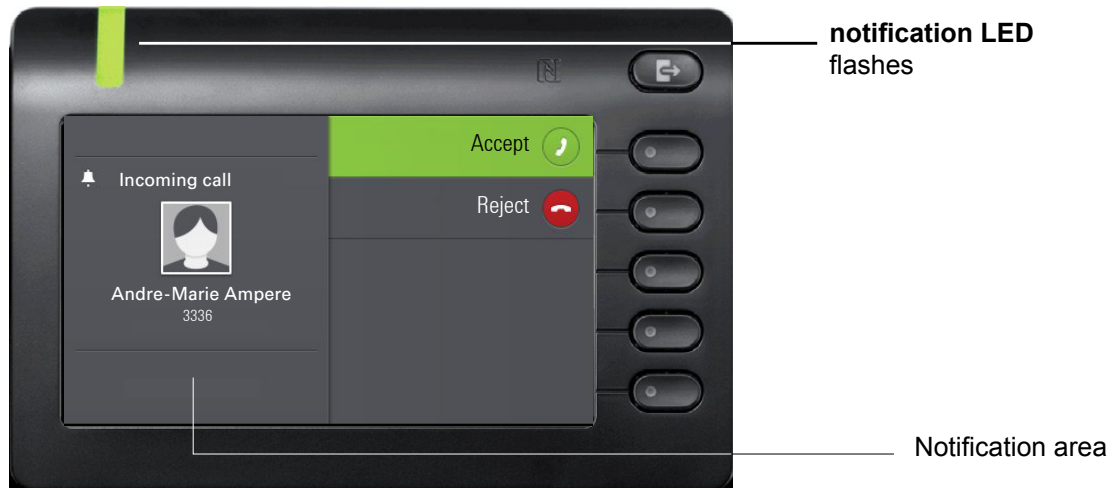 notification LED
flashes
Accept
Incoming call
Reject
Andre-Marie Ampere
3336
Notification area